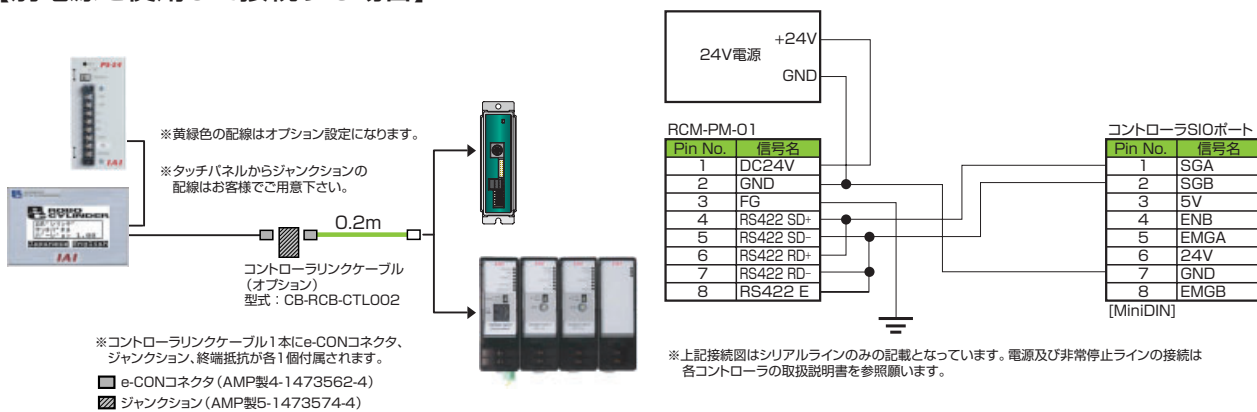 PS-24
IAI
※黄緑色の配線はオプション設定になります。
※タッチパネルからジャンクションの
配線はお客様でご用意下さい。
ROBO
CYLINDER
Japanese English
IAI
0.2m
コントローラリンクケーブル
(オプション)
型式:CB-RCB-CTL002
※コントローラリンクケーブル1本にe-CONコネクタ、
ジャンクション、終端抵抗が各1個付属されます。
e-CONコネクタ(AMP製4-1473562-4)
ジャンクション(AMP製5-1473574-4)
24V電源
+24V
GND
RCM-PM-01
Pin No. 信号名
1 DC24V
2 GND
3 FG
4 RS422 SD+
5 RS422 SD-
6 RS422 RD+
7 RS422 RD-
8 RS422 E
コントローラSIOポート
Pin No. 信号名
1 SGA
2 SGB
3 5V
4 ENB
5 EMGA
6 24V
7 GND
8 EMGB
[MiniDIN]
※上記接続図はシリアルラインのみの記載となっています。電源及び非常停止ラインの接続は
各コントローラの取扱説明書を参照願います。